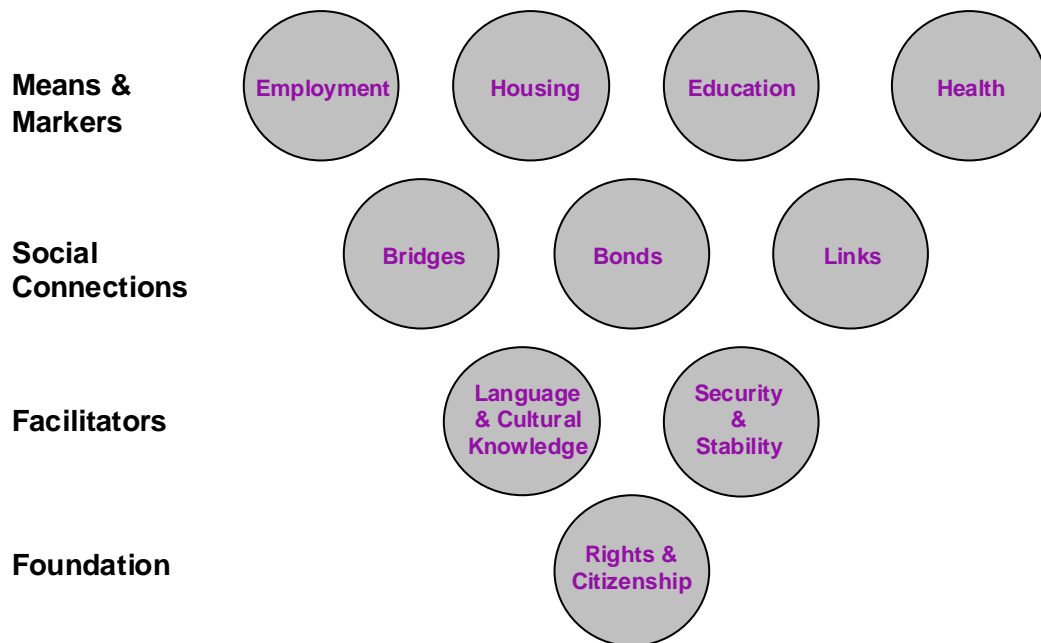 Means &
Markers
Employment
Housing
Education
Health
Social
Connections
Bridges
Bonds
Links
Facilitators
Language
& Cultural
Knowledge
Security
&
Stability
Foundation
Rights &
Citizenship